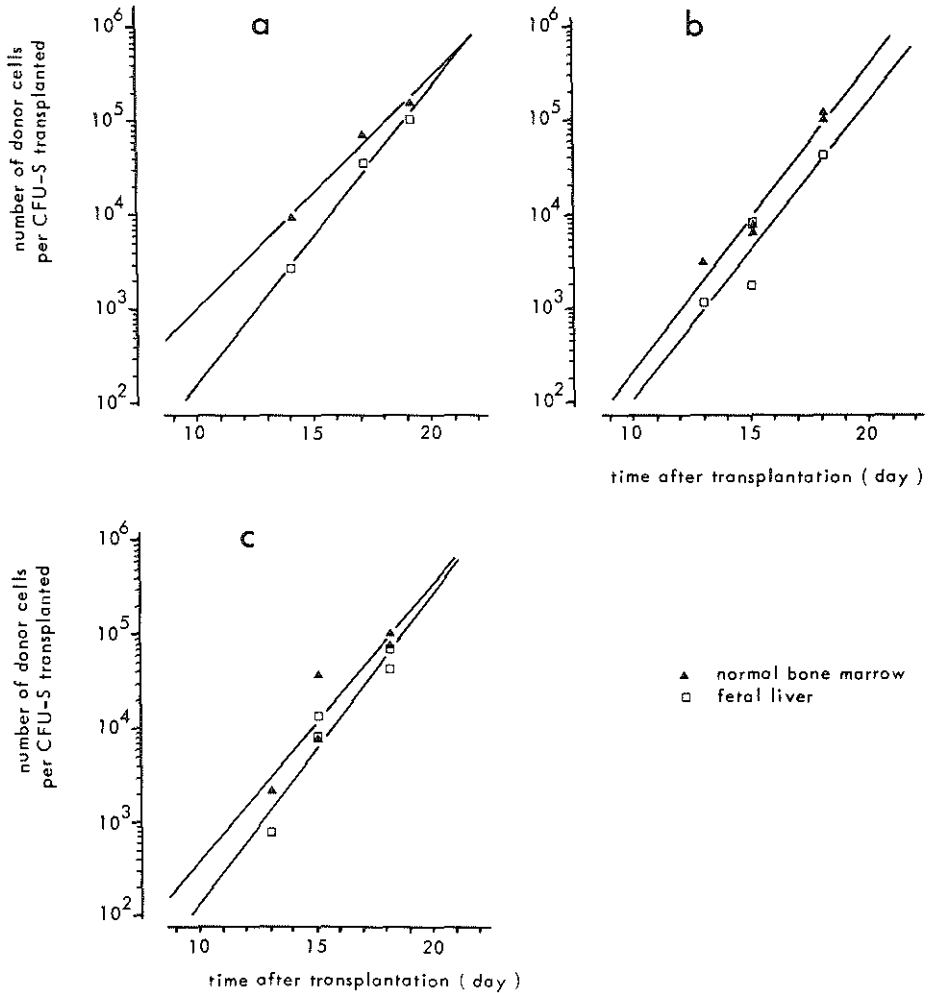 a
number of donor cells
per CFU-S transplanted
10^6
10^5
10^4
10^3
10^2
10 15 20
b
10^6
10^5
10^4
10^3
10^2
10 15 20
time after transplantation ( day )
c
number of donor cells
per CFU-S transplanted
10^6
10^5
10^4
10^3
10^2
10 15 20
time after transplantation ( day )
▲ normal bone marrow
□ fetal liver